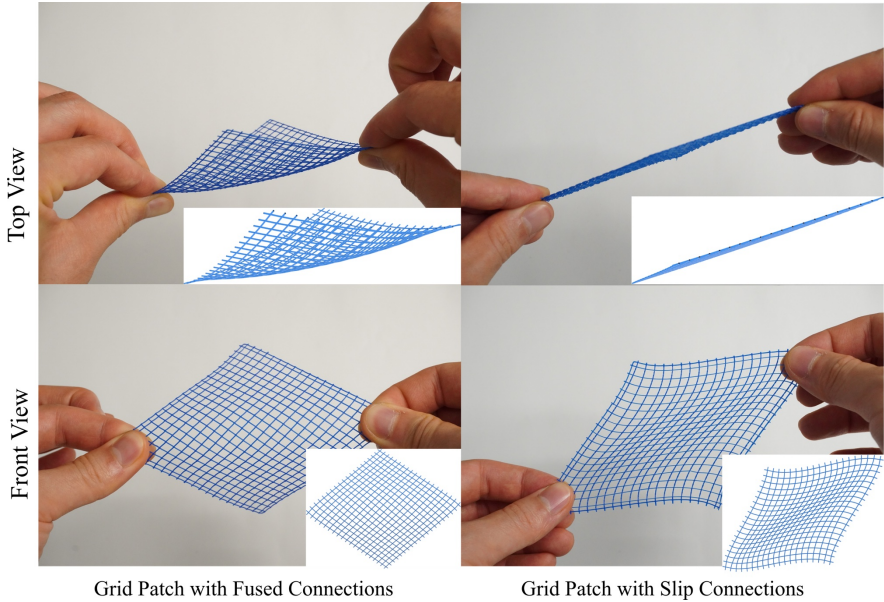 Top View
Front View
Grid Patch with Fused Connections
Grid Patch with Slip Connections